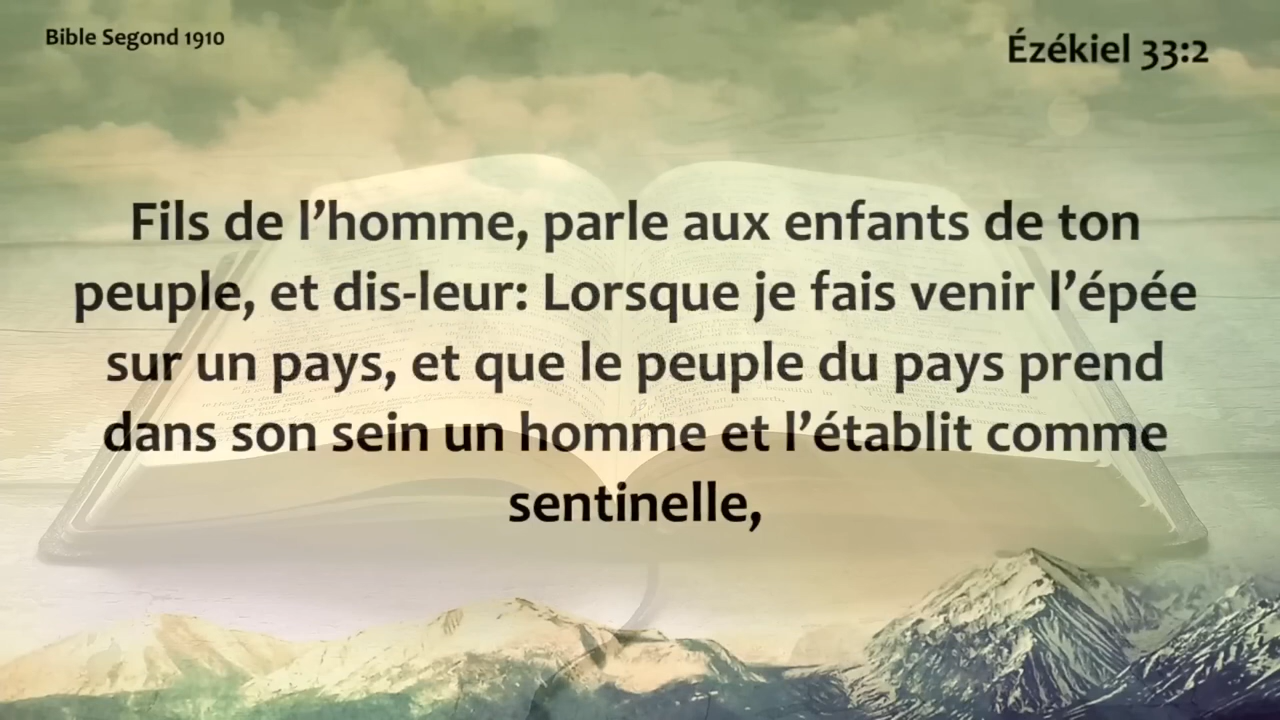 Bible Segond 1910
Ézékiel 33:2
Fils de l’homme, parle aux enfants de ton
peuple, et dis-leur: Lorsque je fais venir l’épée
sur un pays, et que le peuple du pays prend
dans son sein un homme et l’établit comme
sentinelle,